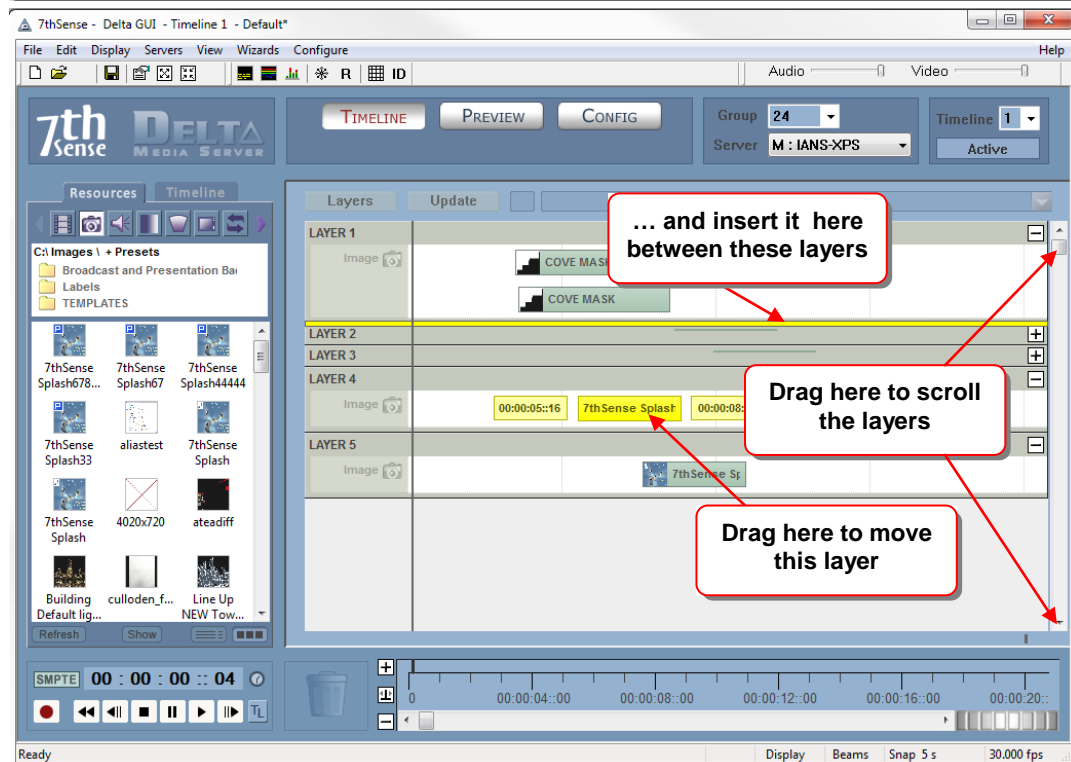 7thSense - Delta GUI - Timeline 1 - Default*
File Edit Display Servers View Wizards Configure Help
R ID Audio Video
7th Sense
DELTA MEDIA SERVER
TIMELINE PREVIEW CONFIG
Group 24
Server M : IANS-XPS
Timeline 1
Active
Resources Timeline
C:\ Images \ + Presets
Broadcast and Presentation Ba
Labels
TEMPLATES
7thSense Splash678...
7thSense Splash67
7thSense Splash44444
7thSense Splash33
aliastest
7thSense Splash
7thSense Splash
4020x720
ateadiff
Building Default lig...
culloden_f...
Line Up NEW Tow...
Refresh Show
Layers Update
LAYER 1
Image
COVE MASK
COVE MASK
LAYER 2
LAYER 3
LAYER 4
Image
00:00:05::16 7thSense Splash 00:00:08:
LAYER 5
Image
7thSense Sp
… and insert it here
between these layers
Drag here to scroll
the layers
Drag here to move
this layer
SMPTE 00 : 00 : 00 :: 04
TL
0 00:00:04::00 00:00:08::00 00:00:12::00 00:00:16::00 00:00:20::
Ready Display Beams Snap 5 s 30.000 fps